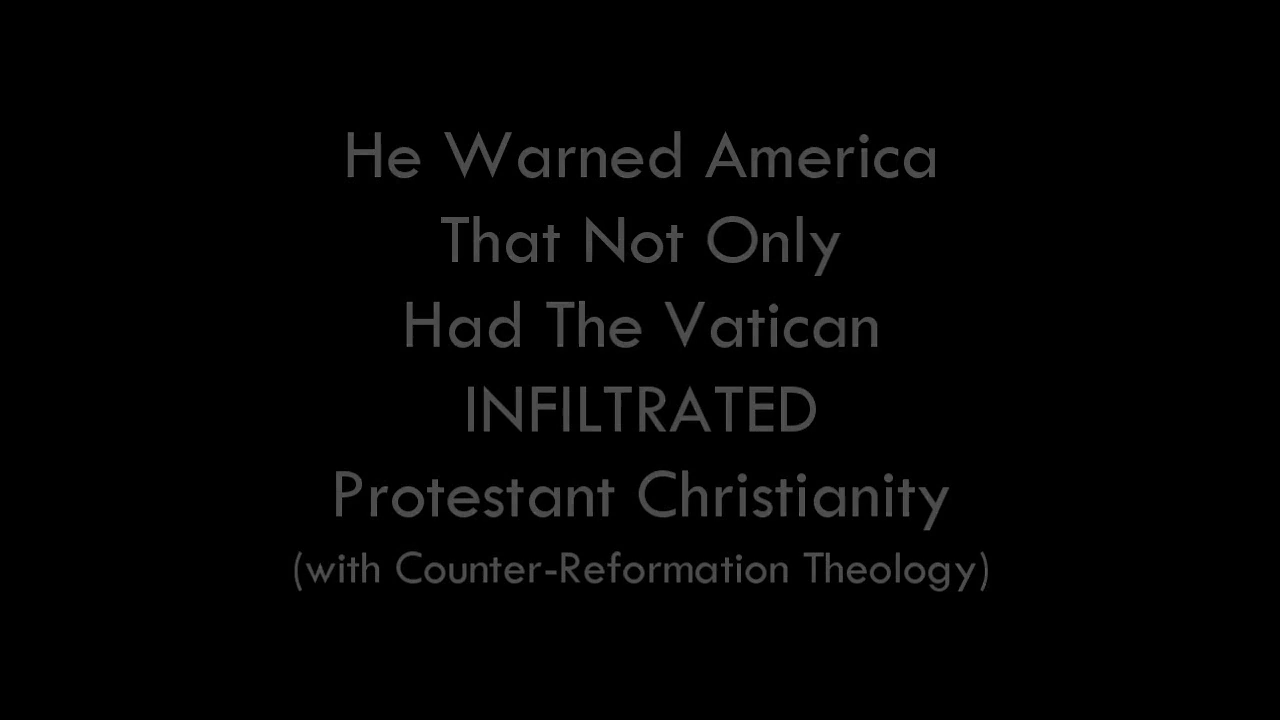 He Warned America
That Not Only
Had The Vatican
INFILTRATED
Protestant Christianity
(with Counter-Reformation Theology)